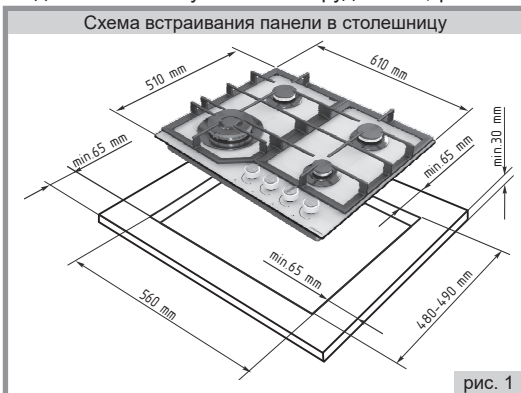 Схема встраивания панели в столешницу
510 mm
610 mm
min.65 mm
min.30 mm
min.65 mm
min.65 mm
560 mm
480-490 mm
рис. 1